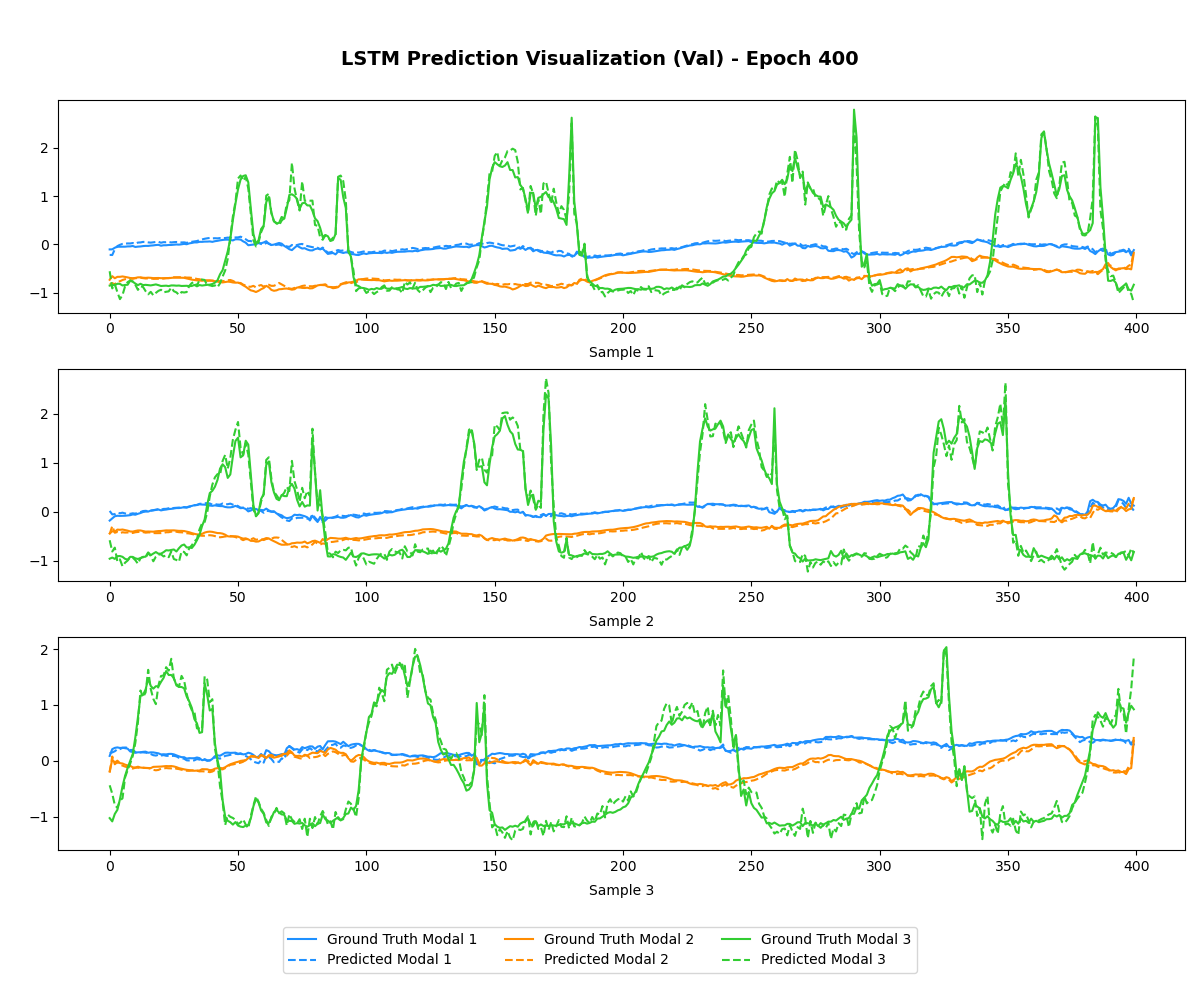 LSTM Prediction Visualization (Val) - Epoch 400
2
1
0
−1
0 50 100 150 200 250 300 350 400
Sample 1
2
1
0
−1
0 50 100 150 200 250 300 350 400
Sample 2
2
1
0
−1
0 50 100 150 200 250 300 350 400
Sample 3
Ground Truth Modal 1 Ground Truth Modal 2 Ground Truth Modal 3
Predicted Modal 1 Predicted Modal 2 Predicted Modal 3